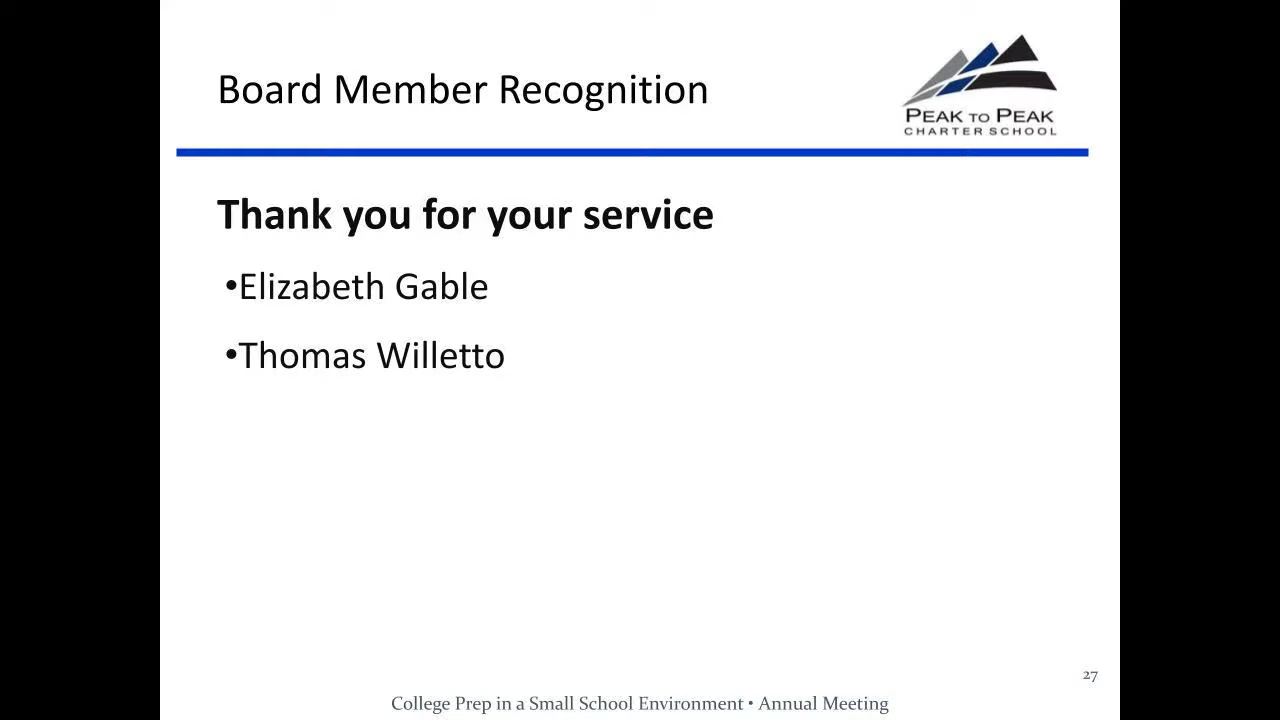 Board Member Recognition
PEAK TO PEAK
CHARTER SCHOOL
Thank you for your service
•Elizabeth Gable
•Thomas Willetto
27
College Prep in a Small School Environment • Annual Meeting